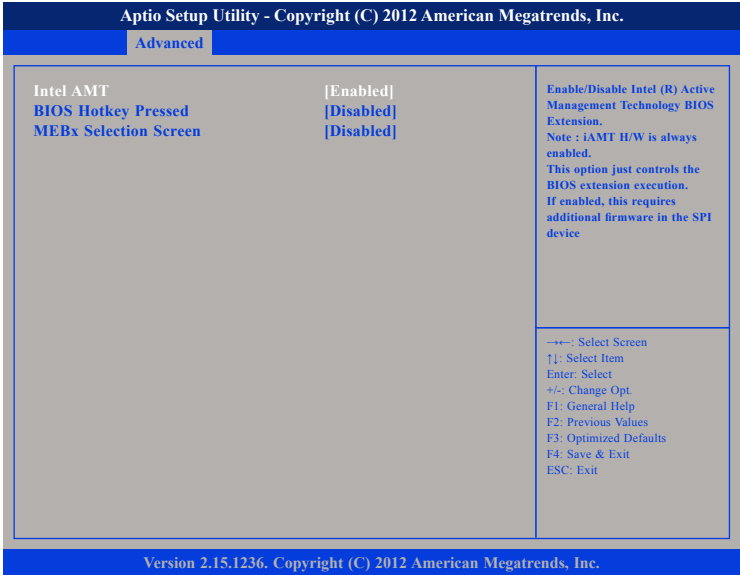 Aptio Setup Utility - Copyright (C) 2012 American Megatrends, Inc.
Advanced
Intel AMT [Enabled]
BIOS Hotkey Pressed [Disabled]
MEBx Selection Screen [Disabled]
Enable/Disable Intel (R) Active
Management Technology BIOS
Extension.
Note : iAMT H/W is always
enabled.
This option just controls the
BIOS extension execution.
If enabled, this requires
additional firmware in the SPI
device
→←: Select Screen
↑↓: Select Item
Enter: Select
+/-: Change Opt.
F1: General Help
F2: Previous Values
F3: Optimized Defaults
F4: Save & Exit
ESC: Exit
Version 2.15.1236. Copyright (C) 2012 American Megatrends, Inc.